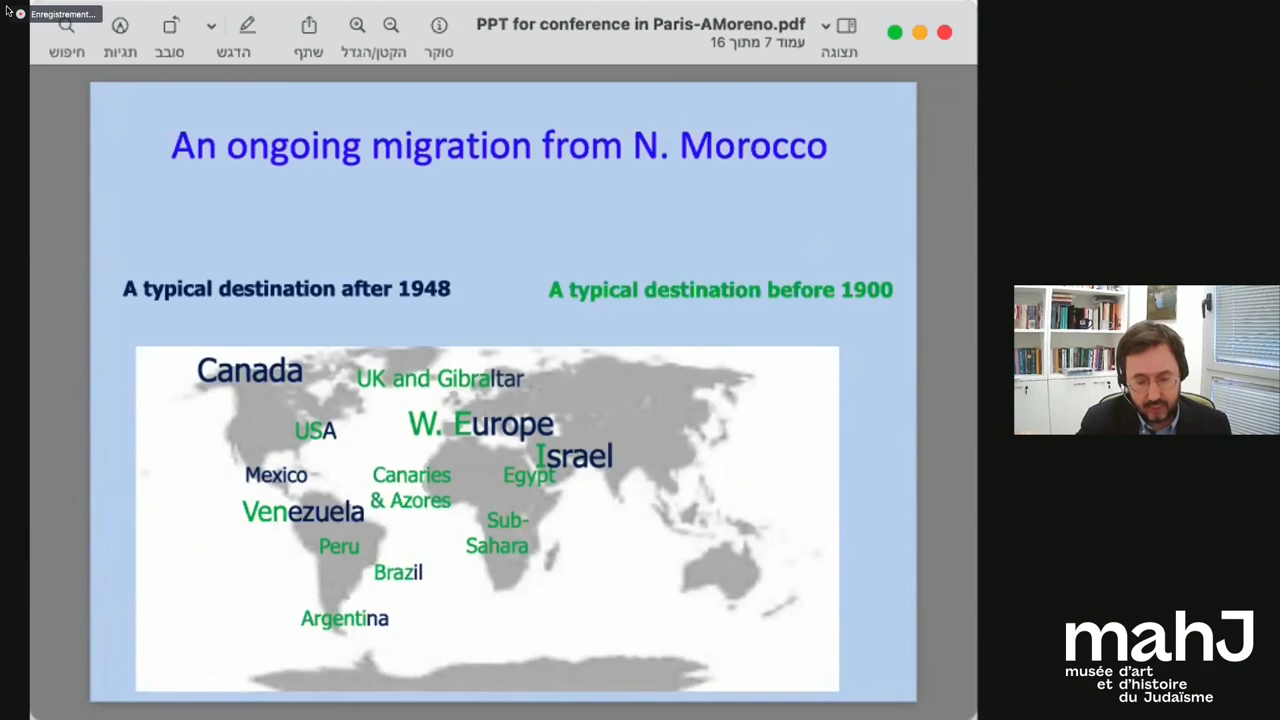 Enregistrement...
PPT for conference in Paris-AMoreno.pdf
עמוד 7 מתוך 16
חיפוש
תגיות
סובב
הדגש
שתף
הקטן/הגדל
סוקר
תצוגה
An ongoing migration from N. Morocco
A typical destination after 1948
A typical destination before 1900
Canada
UK and Gibraltar
USA
W. Europe
Israel
Mexico
Canaries
& Azores
Egypt
Venezuela
Sub-
Sahara
Peru
Brazil
Argentina
mahJ
musée d'art
et d'histoire
du Judaïsme